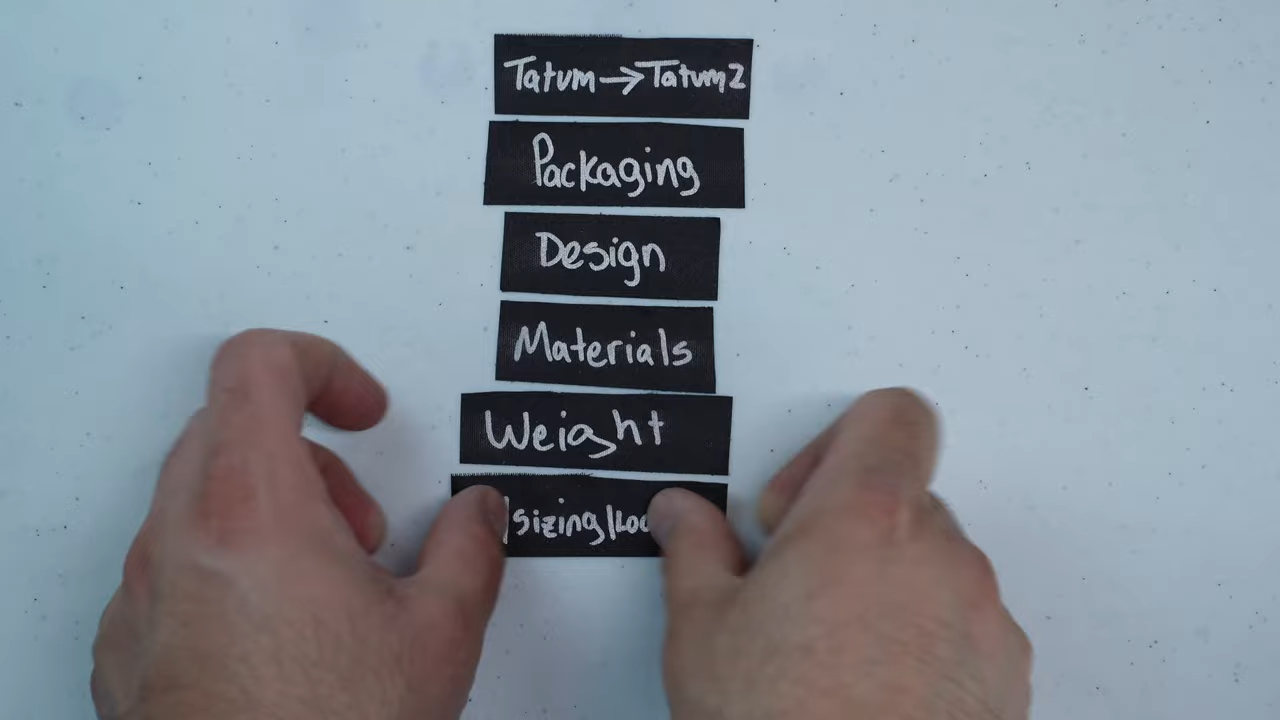 Tatum→Tatum2
Packaging
Design
Materials
Weight
/sizing/